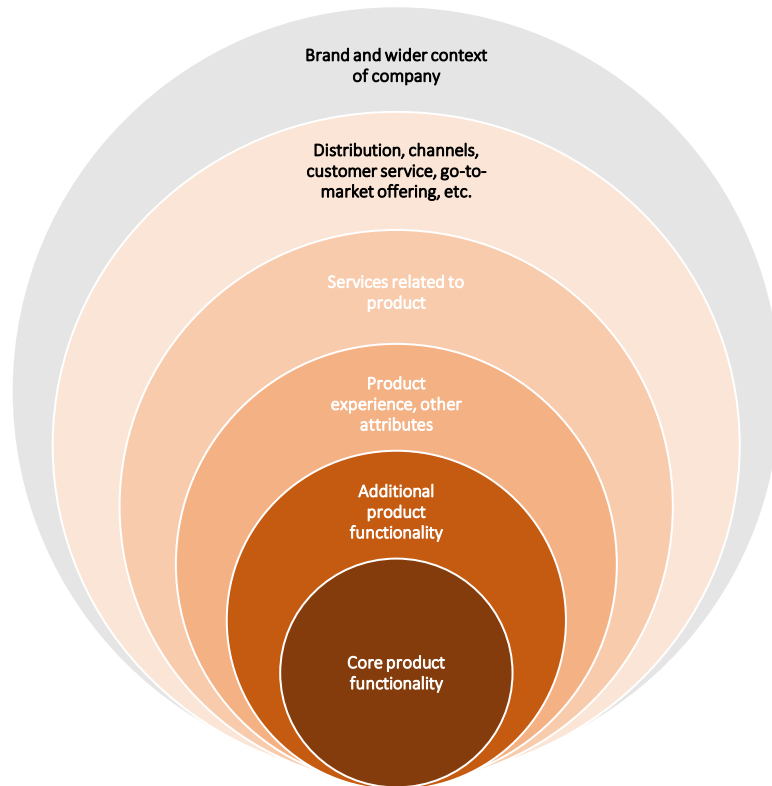 Brand and wider context
of company
Distribution, channels,
customer service, go-to-
market offering, etc.
Services related to
product
Product
experience, other
attributes
Additional
product
functionality
Core product
functionality